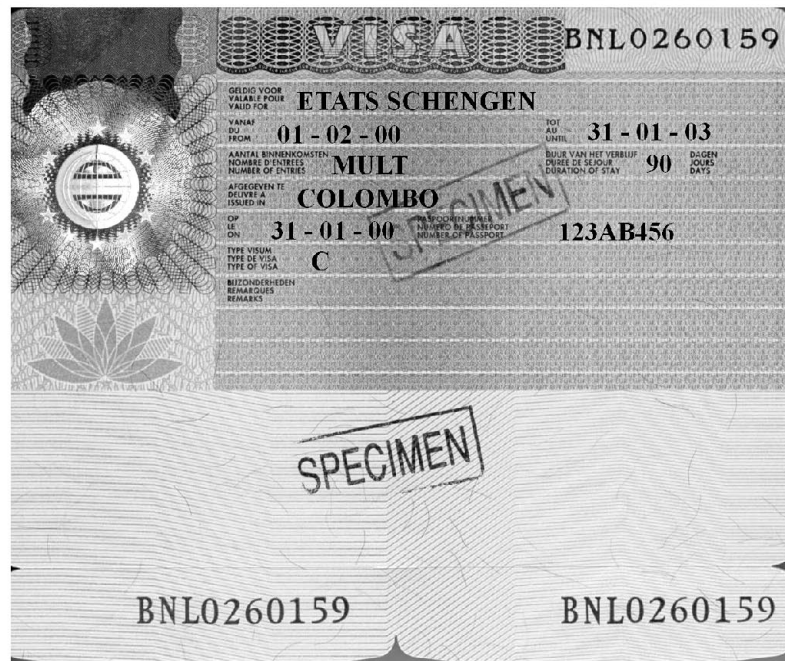 VISA BNL0260159
GELDIG VOOR
VALABLE POUR
VALID FOR
ETATS SCHENGEN
VANAF
DU
FROM
01 - 02 - 00
TOT
AU
UNTIL
31 - 01 - 03
AANTAL BINNENKOMSTEN
NOMBRE D'ENTREES
NUMBER OF ENTRIES
MULT
DUUR VAN HET VERBLIJF
DUREE DE SEJOUR
DURATION OF STAY
90
DAGEN
JOURS
DAYS
AFGEGEVEN TE
DELIVRE A
ISSUED IN
COLOMBO
OP
LE
ON
31 - 01 - 00
PASPOORTNUMMER
NUMERO DE PASSEPORT
NUMBER OF PASSPORT
123AB456
SPECIMEN
TYPE VISUM
TYPE DE VISA
TYPE OF VISA
C
BIJZONDERHEDEN
REMARQUES
REMARKS
SPECIMEN
BNL0260159 BNL0260159